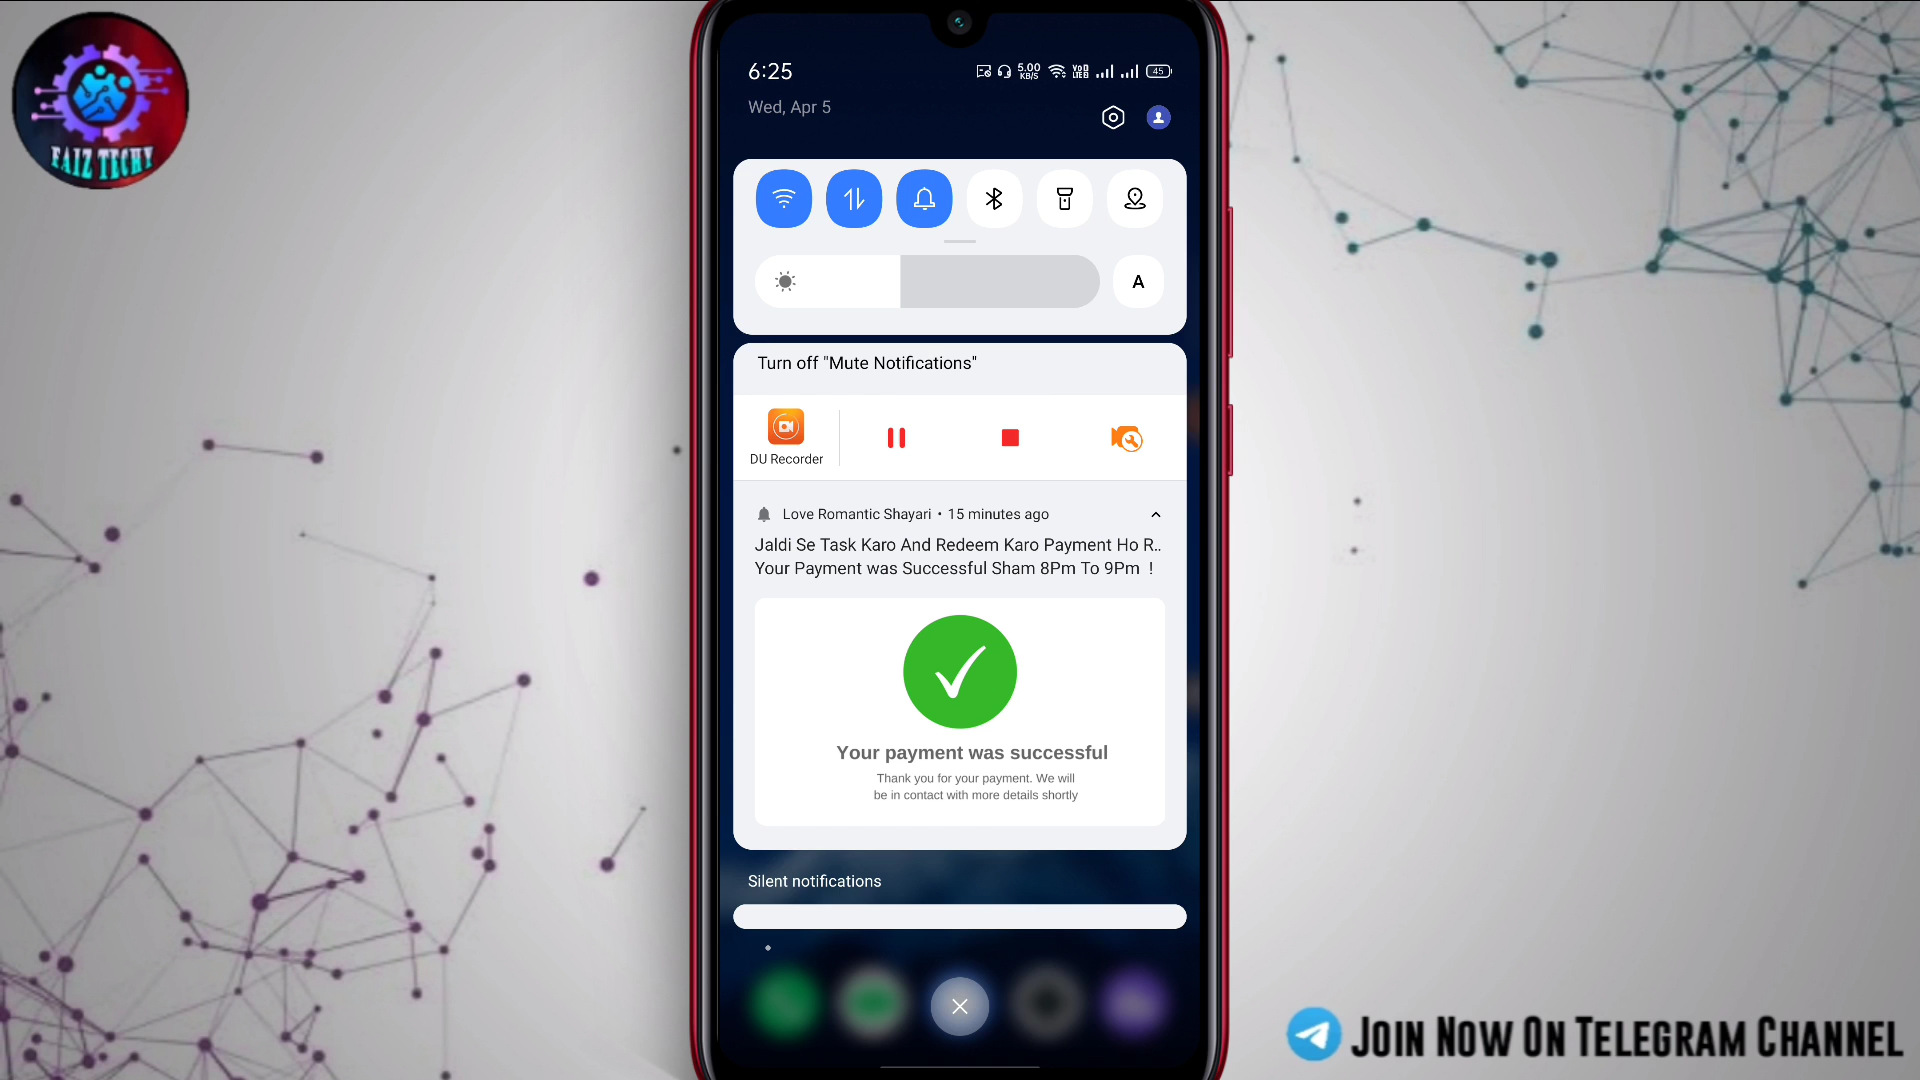 FAIZ TECHY
6:25
5.00
KB/S
VoD
LTE
45
Wed, Apr 5
A
Turn off "Mute Notifications"
DU Recorder
Love Romantic Shayari • 15 minutes ago
Jaldi Se Task Karo And Redeem Karo Payment Ho R..
Your Payment was Successful Sham 8Pm To 9Pm !
Your payment was successful
Thank you for your payment. We will
be in contact with more details shortly
Silent notifications
JOIN NOW ON TELEGRAM CHANNEL